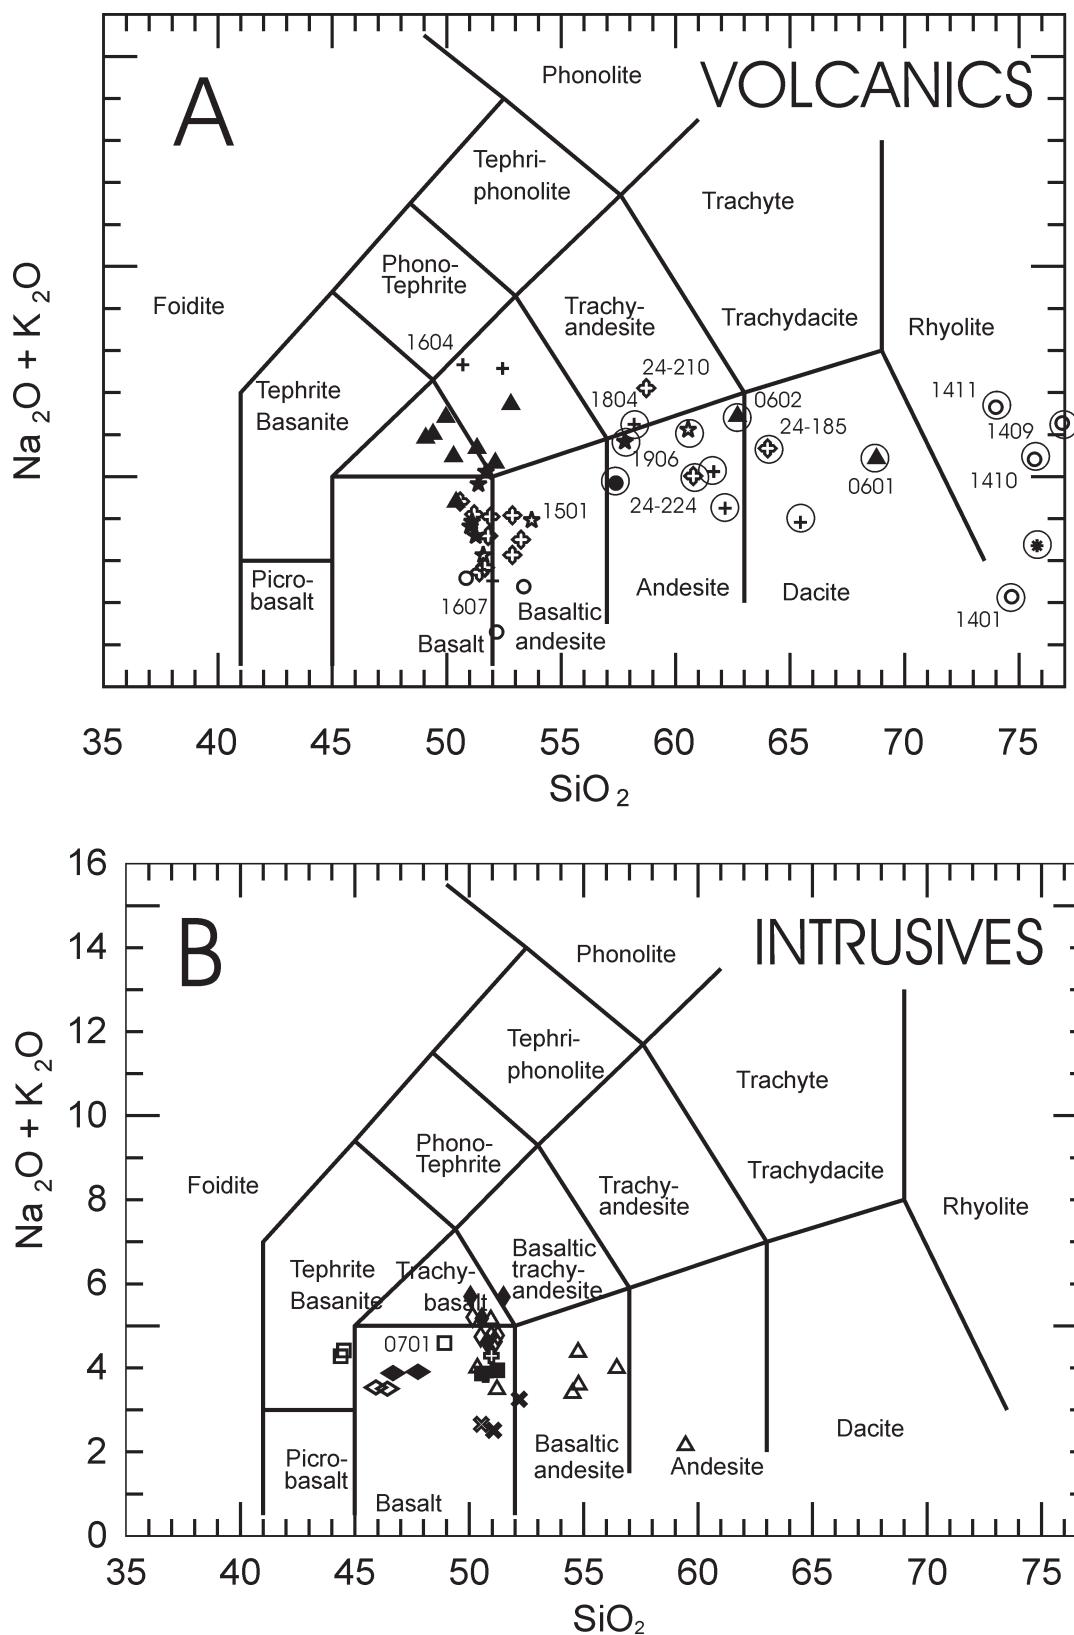 A
VOLCANICS
Phonolite
Tephri-
phonolite
Trachyte
Phono-
Tephrite
Foidite
Trachy-
andesite
Trachydacite
Rhyolite
1604
24-210
Tephrite
Basanite
1804
0602
1411
24-185
1409
1906
0601
1410
24-224
1501
Picro-
basalt
Andesite
Dacite
1607
Basaltic
andesite
Basalt
1401
Na2O + K2O
35 40 45 50 55 60 65 70 75
SiO2
B
INTRUSIVES
16
14
12
10
8
6
4
2
0
Na2O + K2O
Phonolite
Tephri-
phonolite
Trachyte
Phono-
Tephrite
Trachydacite
Foidite
Trachy-
andesite
Rhyolite
Basaltic
trachy-
andesite
Tephrite
Basanite
Trachy-
basalt
0701
Dacite
Basaltic
andesite
Picro-
basalt
Andesite
Basalt
35 40 45 50 55 60 65 70 75
SiO2